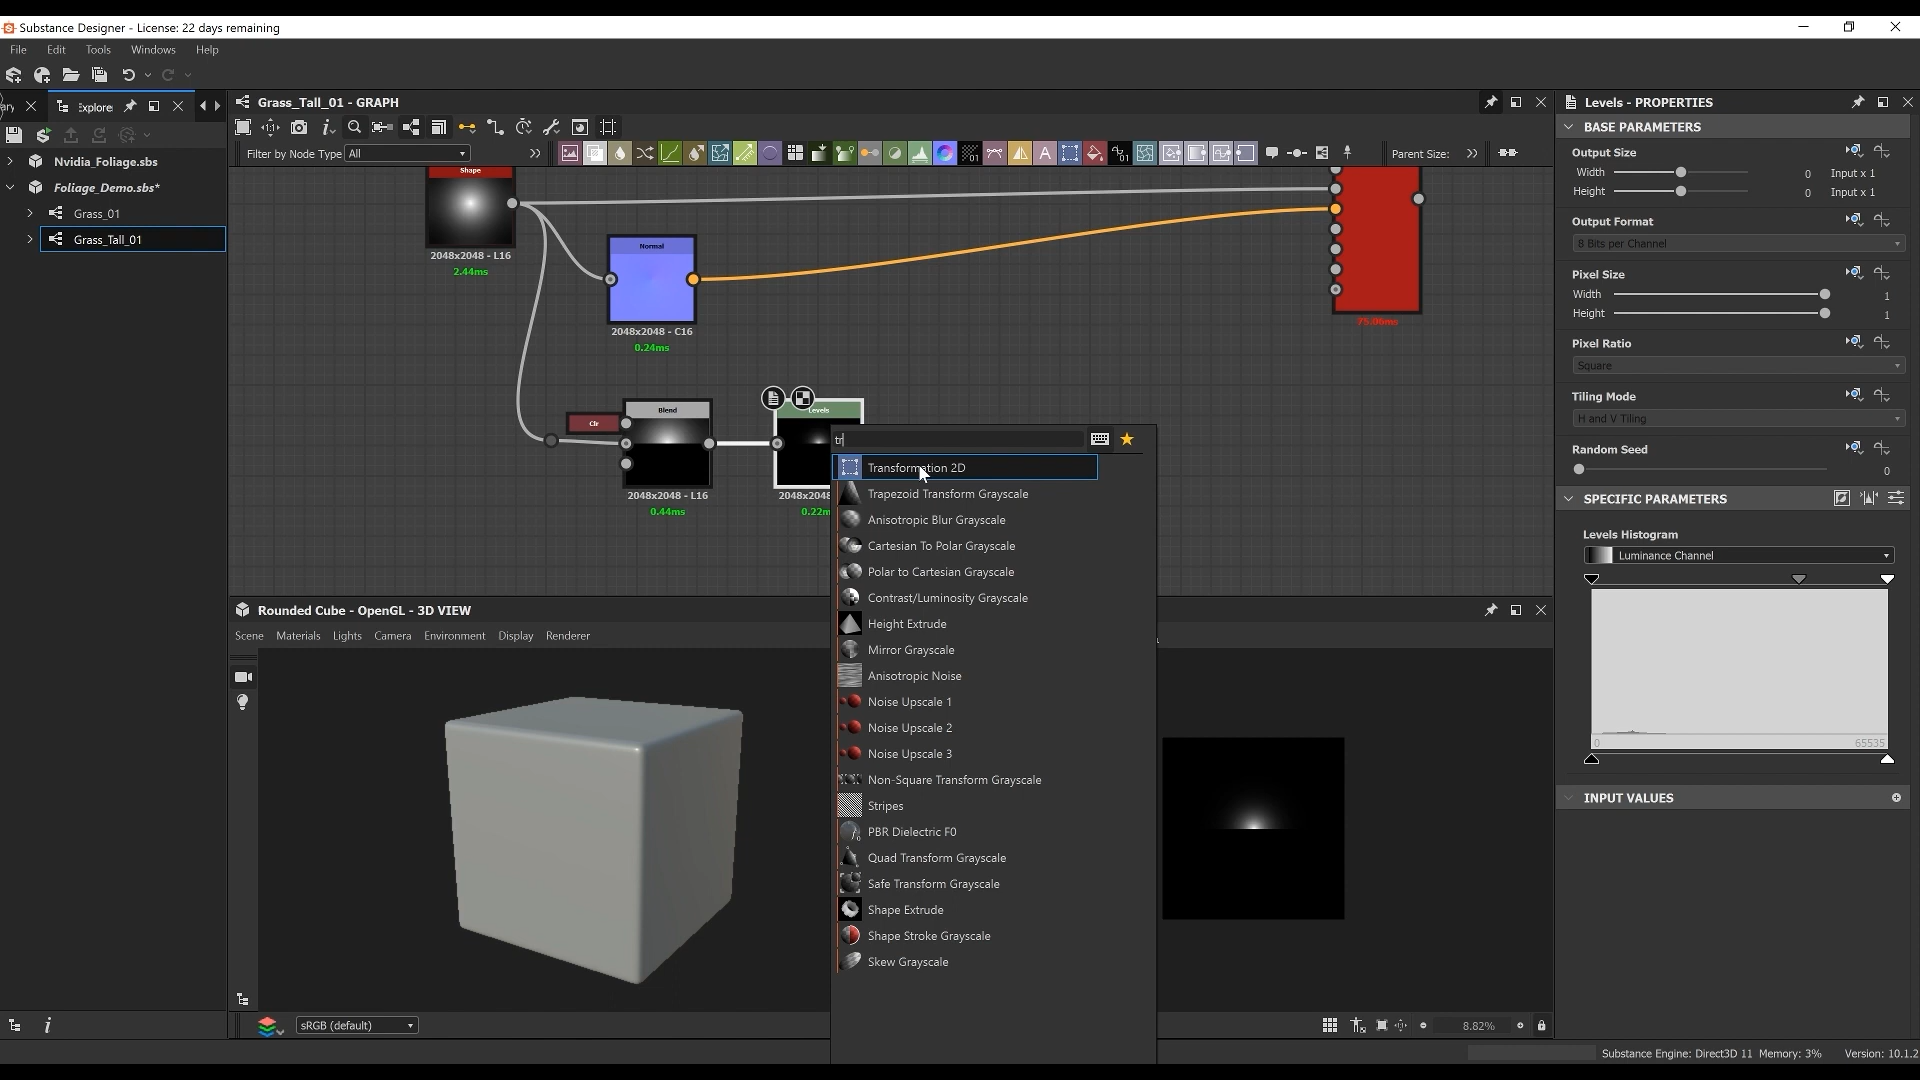 Substance Designer - License: 22 days remaining
File Edit Tools Windows Help
ary Explore
Grass_Tall_01 - GRAPH
Levels - PROPERTIES
Filter by Node Type All
Parent Size:
Nvidia_Foliage.sbs
Foliage_Demo.sbs*
Grass_01
Grass_Tall_01
Shape
2048x2048 - L16
2.44ms
Normal
2048x2048 - C16
0.24ms
75.06ms
Clr
Blend
2048x2048 - L16
0.44ms
Levels
2048x2048
0.22m
tr
Transformation 2D
Trapezoid Transform Grayscale
Anisotropic Blur Grayscale
Cartesian To Polar Grayscale
Polar to Cartesian Grayscale
Contrast/Luminosity Grayscale
Height Extrude
Mirror Grayscale
Anisotropic Noise
Noise Upscale 1
Noise Upscale 2
Noise Upscale 3
Non-Square Transform Grayscale
Stripes
PBR Dielectric F0
Quad Transform Grayscale
Safe Transform Grayscale
Shape Extrude
Shape Stroke Grayscale
Skew Grayscale
Rounded Cube - OpenGL - 3D VIEW
Scene Materials Lights Camera Environment Display Renderer
sRGB (default)
8.82%
BASE PARAMETERS
Output Size
Width 0 Input x 1
Height 0 Input x 1
Output Format
8 Bits per Channel
Pixel Size
Width 1
Height 1
Pixel Ratio
Square
Tiling Mode
H and V Tiling
Random Seed
0
SPECIFIC PARAMETERS
Levels Histogram
Luminance Channel
0 65535
INPUT VALUES
Substance Engine: Direct3D 11 Memory: 3% Version: 10.1.2